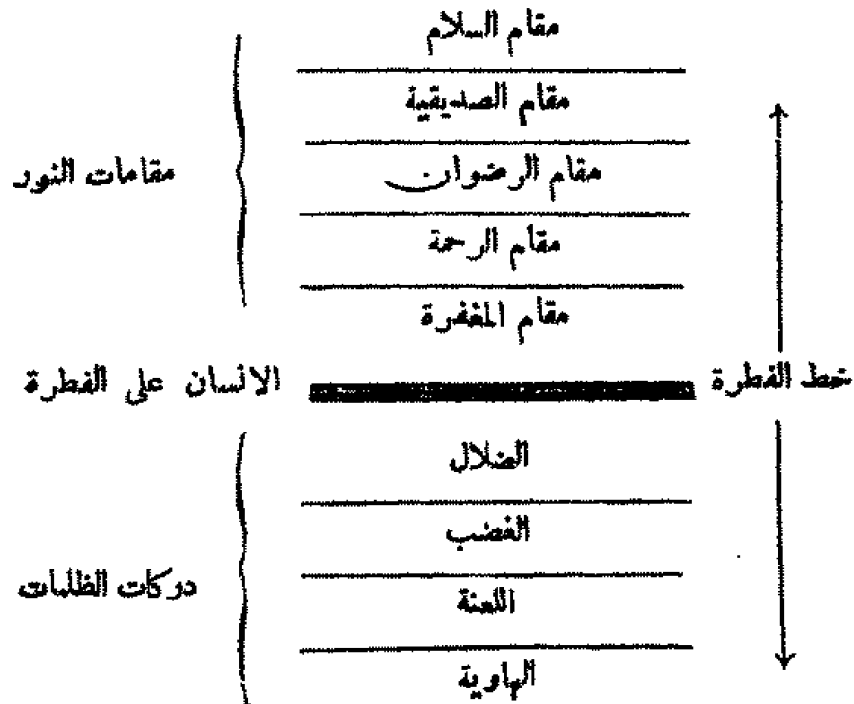 مقام السلام
مقام الصديقية
مقام الرضوان
مقامات النور
مقام الرحمة
مقام المغفرة
خط الفطرة
الانسان على الفطرة
الضلال
الغضب
دركات الظلمات
اللعنة
الهاوية